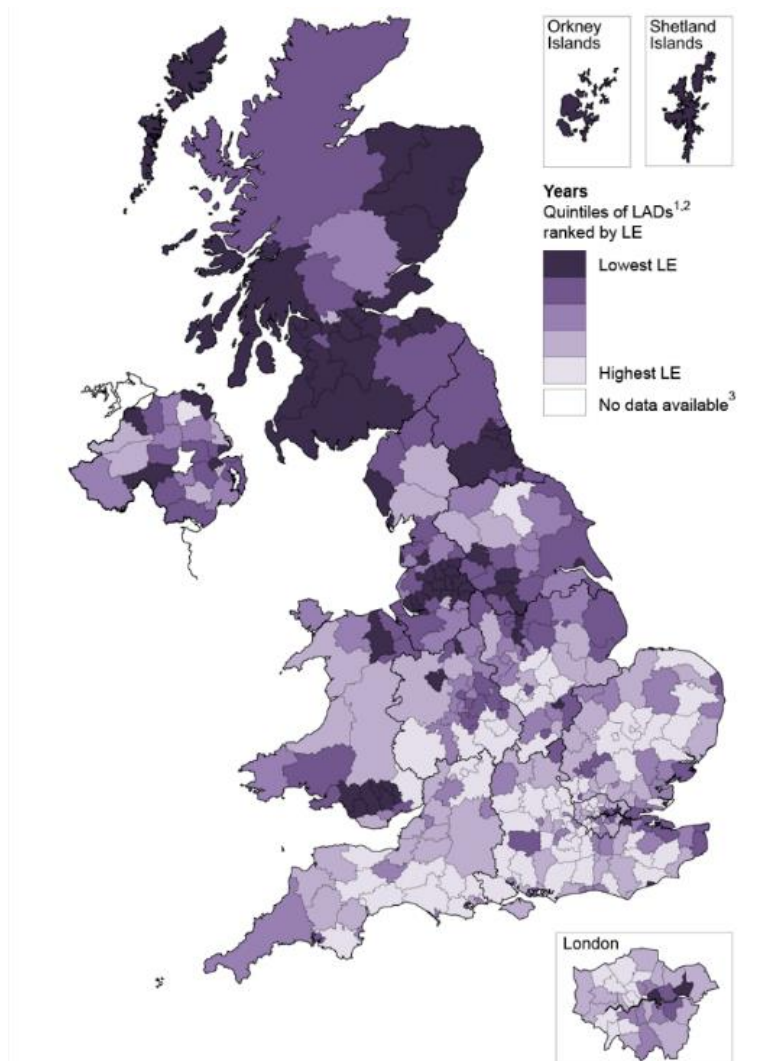 Orkney
Islands
Shetland
Islands
Years
Quintiles of LADs1,2
ranked by LE
Lowest LE
Highest LE
No data available3
London